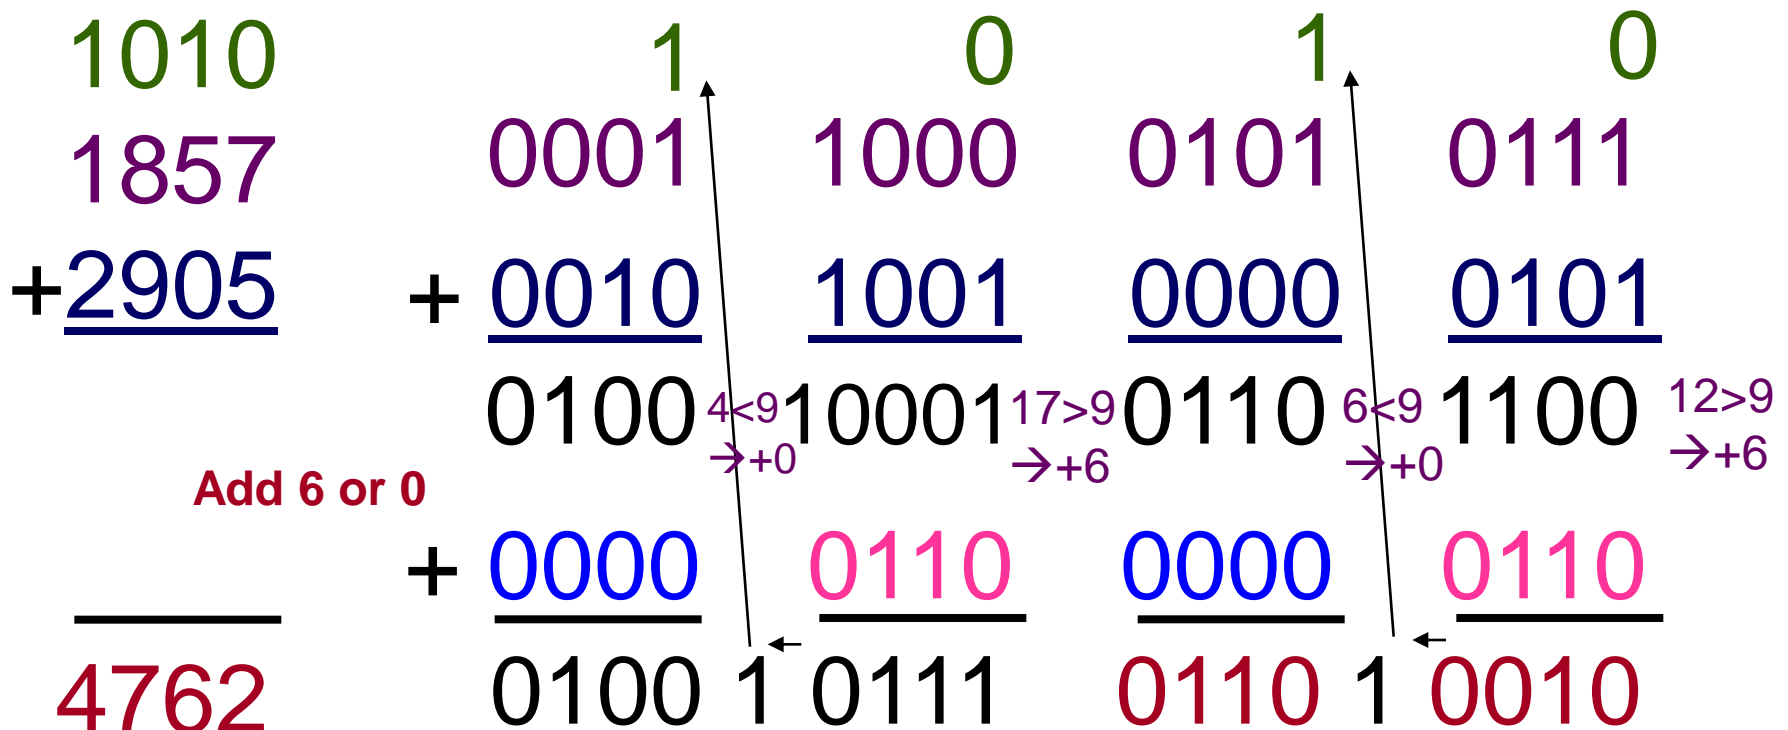 1010 1 0 1 0
1857 0001 1000 0101 0111
+2905 + 0010 1001 0000 0101
0100 4<9 10001 17>9 0110 6<9 1100 12>9
→+0 →+6 →+0 →+6
Add 6 or 0
+ 0000 0110 0000 0110
4762 0100 1 0111 0110 1 0010